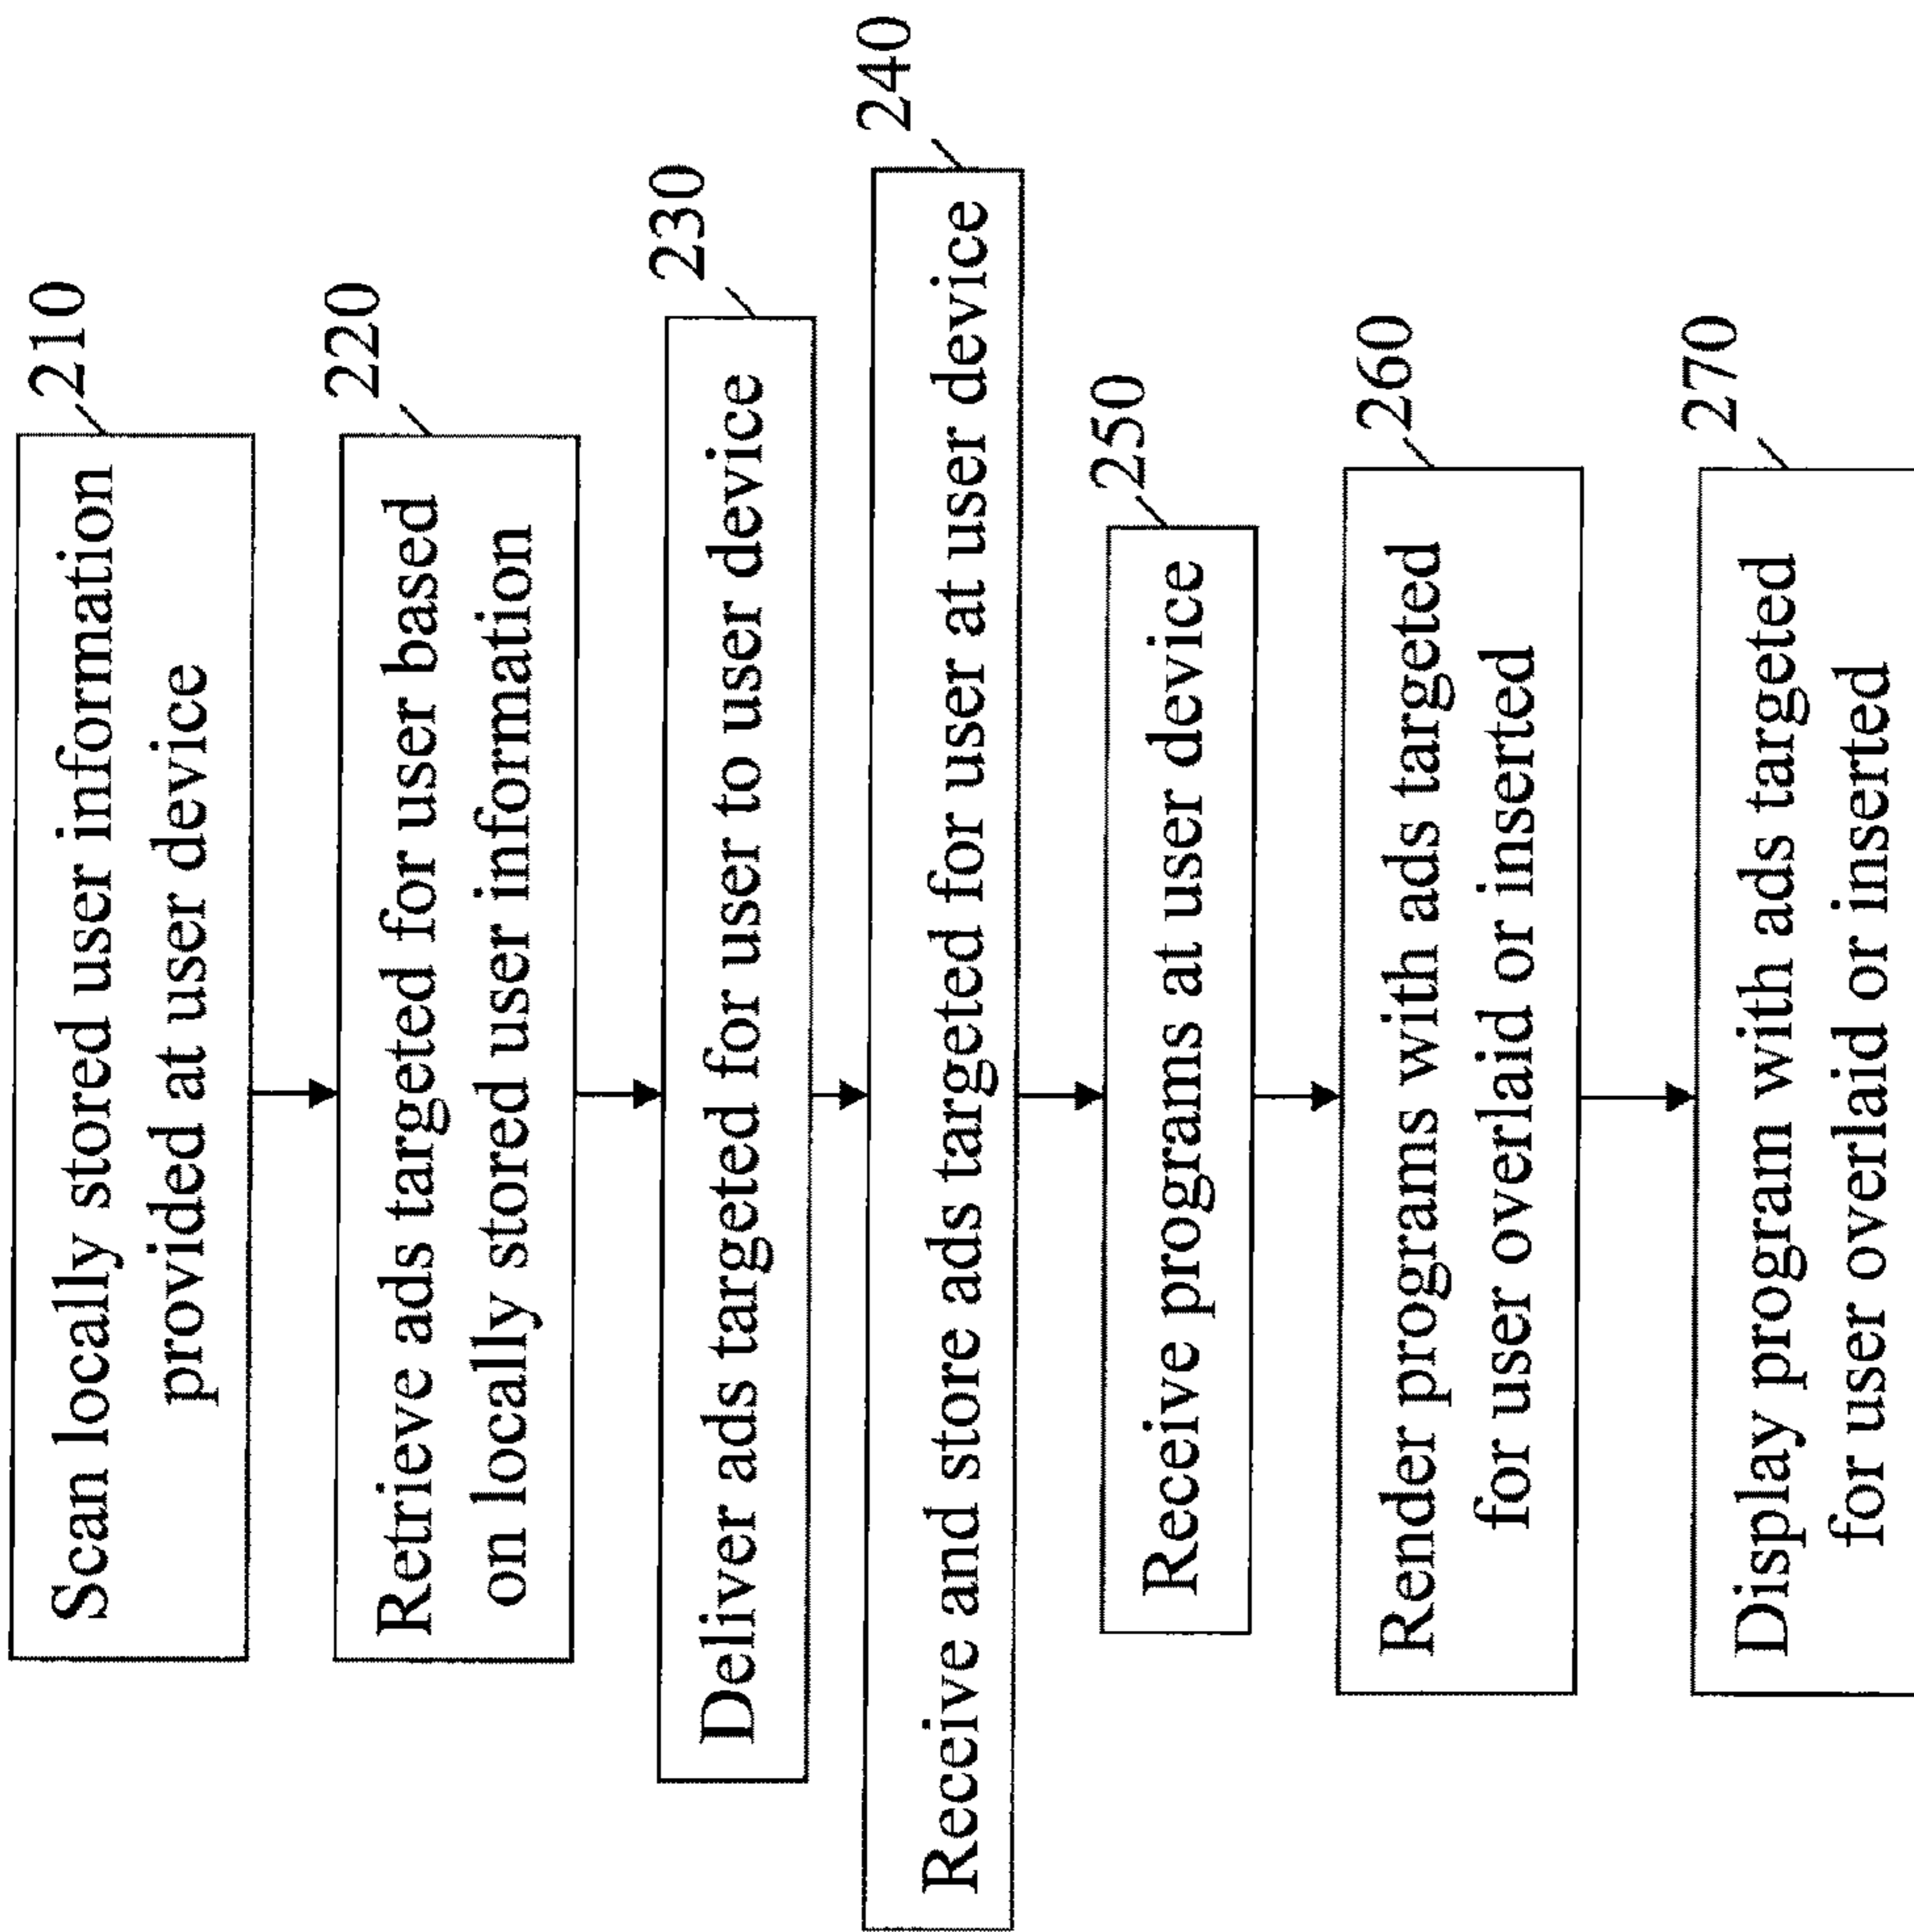 210
Scan locally stored user information
provided at user device
220
Retrieve ads targeted for user based
on locally stored user information
230
Deliver ads targeted for user to user device
240
Receive and store ads targeted for user at user device
250
Receive programs at user device
260
Render programs with ads targeted
for user overlaid or inserted
270
Display program with ads targeted
for user overlaid or inserted